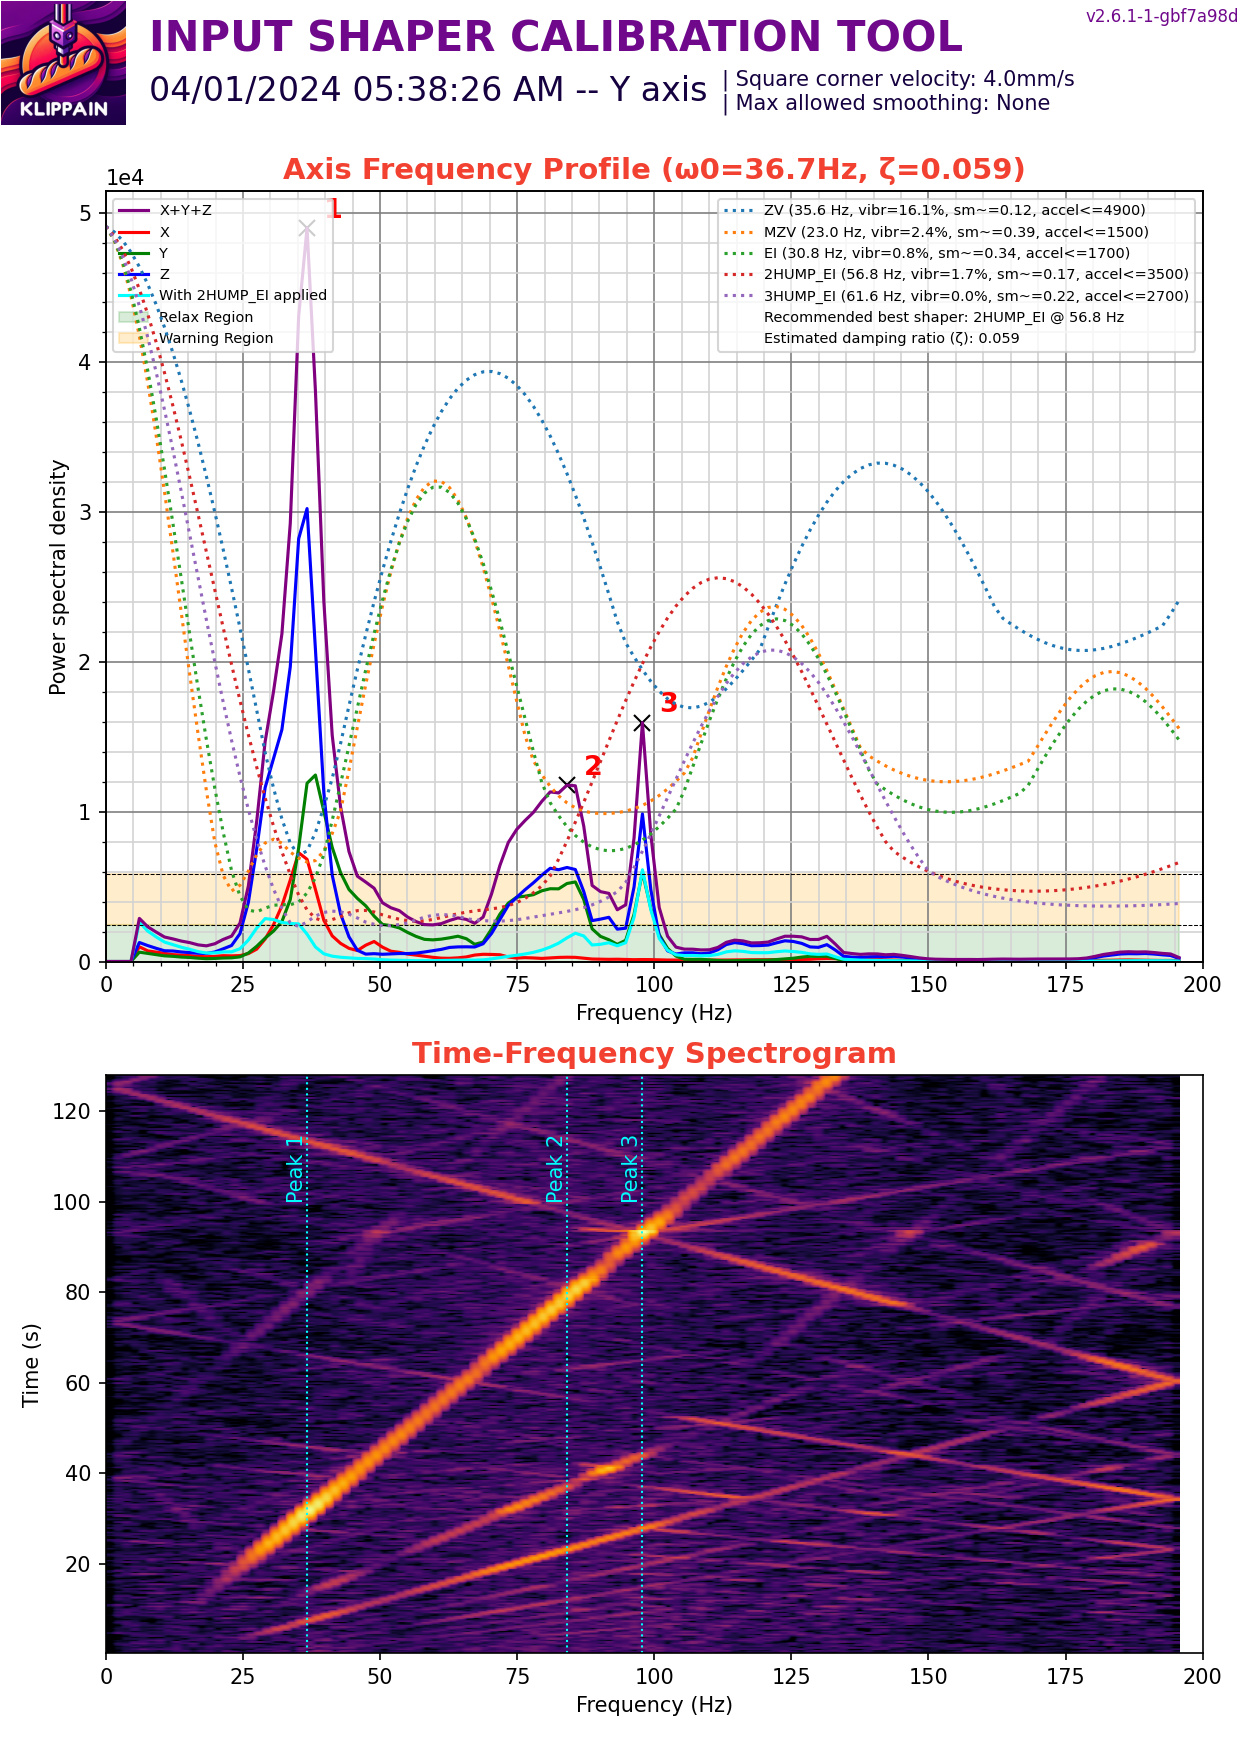 v2.6.1-1-gbf7a98d
INPUT SHAPER CALIBRATION TOOL
KLIPPAIN
04/01/2024 05:38:26 AM -- Y axis
| Square corner velocity: 4.0mm/s
| Max allowed smoothing: None
Axis Frequency Profile (ω0=36.7Hz, ζ=0.059)
1e4
X+Y+Z
X
Y
Z
With 2HUMP_EI applied
Relax Region
Warning Region
1
ZV (35.6 Hz, vibr=16.1%, sm~=0.12, accel<=4900)
MZV (23.0 Hz, vibr=2.4%, sm~=0.39, accel<=1500)
EI (30.8 Hz, vibr=0.8%, sm~=0.34, accel<=1700)
2HUMP_EI (56.8 Hz, vibr=1.7%, sm~=0.17, accel<=3500)
3HUMP_EI (61.6 Hz, vibr=0.0%, sm~=0.22, accel<=2700)
Recommended best shaper: 2HUMP_EI @ 56.8 Hz
Estimated damping ratio (ζ): 0.059
5
4
3
2
1
0
Power spectral density
3
2
0 25 50 75 100 125 150 175 200
Frequency (Hz)
Time-Frequency Spectrogram
120
100
80
60
40
20
Time (s)
Peak 1
Peak 2
Peak 3
0 25 50 75 100 125 150 175 200
Frequency (Hz)